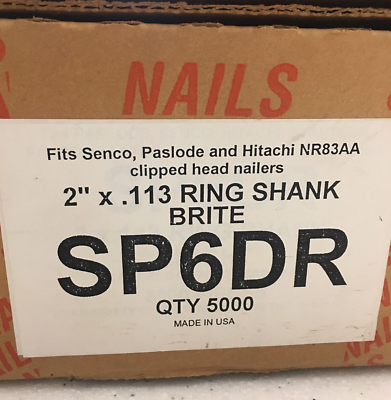 NAILS
Fits Senco, Paslode and Hitachi NR83AA
clipped head nailers
2" x .113 RING SHANK
BRITE
SP6DR
QTY 5000
MADE IN USA
NAIL